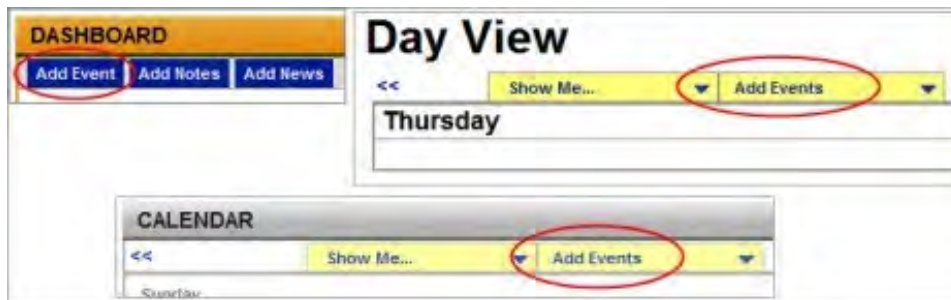 DASHBOARD
Add Event Add Notes Add News
Day View
<< Show Me... Add Events
Thursday
CALENDAR
<< Show Me... Add Events
Sunday